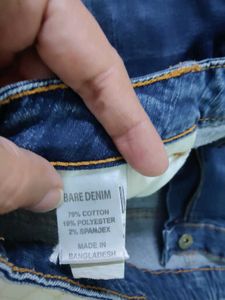 BARE DENIM
79% COTTON
19% POLYESTER
2% SPANDEX
MADE IN
BANGLADESH